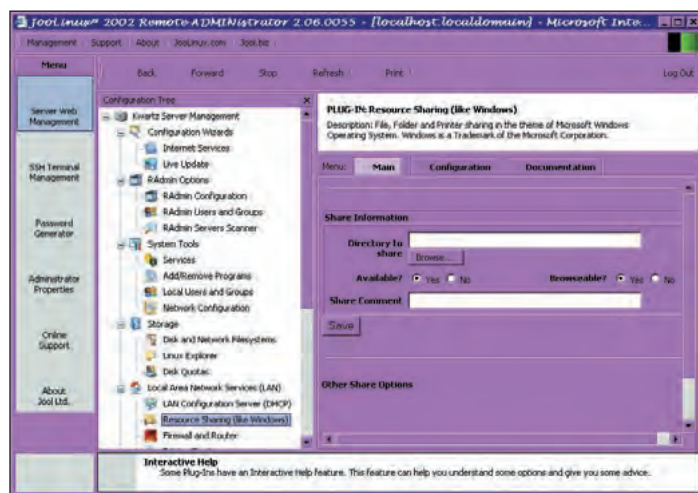 JoolLinux™ 2002 Remote ADMINistrator 2.06.0055 - [localhost.localdomain] - Microsoft Inte...
Management Support About JoolLinux.com Jool.biz
Menu
Back Forward Stop Refresh Print Log Out
Server Web
Management
SSH Terminal
Management
Password
Generator
Administrator
Properties
Online
Support
About
Jool Ltd.
Configuration Tree
Kwartz Server Management
Configuration Wizards
Internet Services
Live Update
RAdmin Options
RAdmin Configuration
RAdmin Users and Groups
RAdmin Servers Scanner
System Tools
Services
Add/Remove Programs
Local Users and Groups
Network Configuration
Storage
Disk and Network Filesystems
Linux Explorer
Disk Quotas
Local Area Network Services (LAN)
LAN Configuration Server (DHCP)
Resource Sharing (like Windows)
Firewall and Router
PLUG-IN: Resource Sharing (like Windows)
Description: File, Folder and Printer sharing in the theme of Microsoft Windows
Operating System. Windows is a Trademark of the Microsoft Corporation.
Menu: Main Configuration Documentation
Share Information
Directory to
share
Browse...
Available? Yes No Browseable? Yes No
Share Comment
Save
Other Share Options
Interactive Help
Some Plug-Ins have an Interactive Help feature. This feature can help you understand some options and give you some advice.